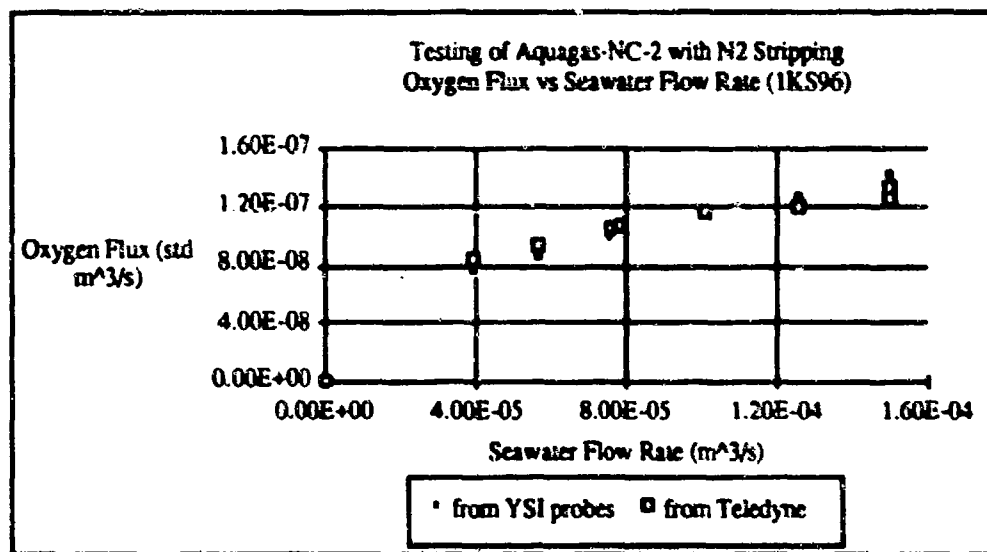 Testing of Aquagas-NC-2 with N2 Stripping
Oxygen Flux vs Seawater Flow Rate (1KS96)
1.60E-07
1.20E-07
Oxygen Flux (std
m^3/s)
8.00E-08
4.00E-08
0.00E+00
0.00E+00 4.00E-05 8.00E-05 1.20E-04 1.60E-04
Seawater Flow Rate (m^3/s)
from YSI probes from Teledyne